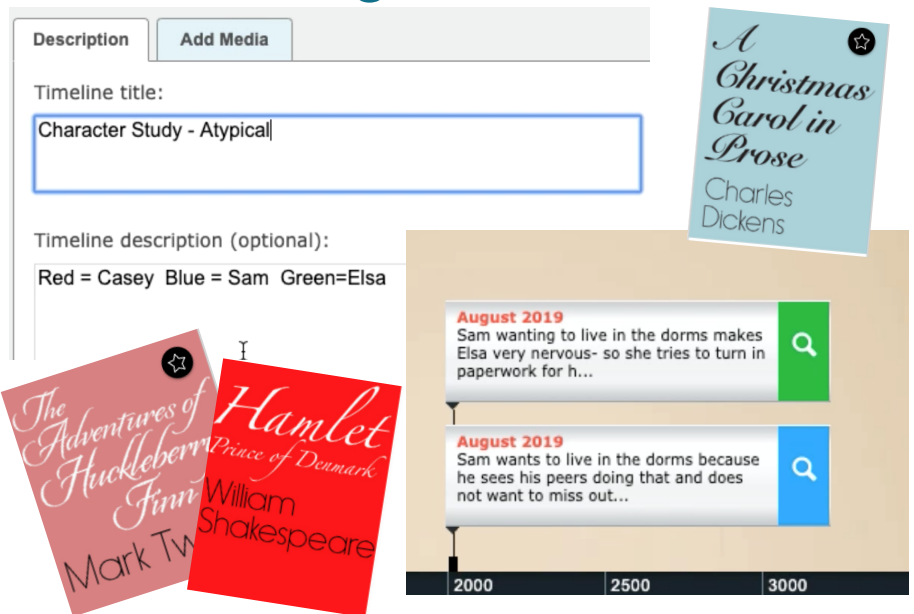 Description
Add Media
Timeline title:
Character Study - Atypical
Timeline description (optional):
Red = Casey  Blue = Sam  Green=Elsa
A
Christmas
Carol in
Prose
Charles
Dickens
August 2019
Sam wanting to live in the dorms makes
Elsa very nervous- so she tries to turn in
paperwork for h...
August 2019
Sam wants to live in the dorms because
he sees his peers doing that and does
not want to miss out...
2000
2500
3000
The
Adventures of
Huckleberry
Finn
Mark Tw
Hamlet
Prince of Denmark
William
Shakespeare